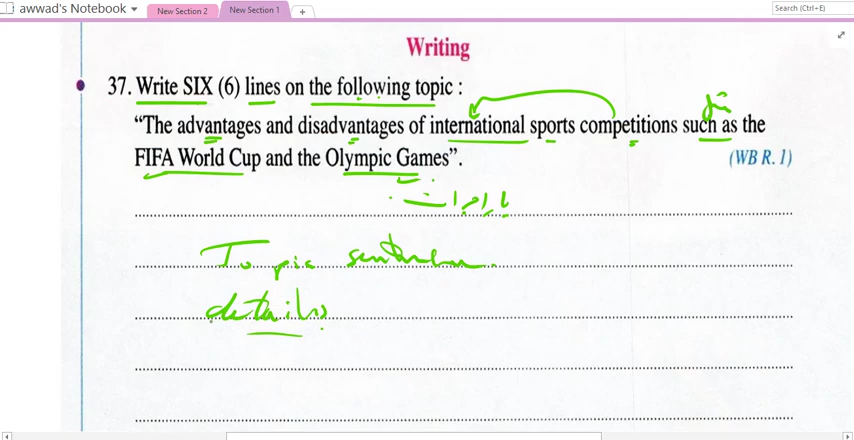 awwad's Notebook
New Section 2
New Section 1
+
Search (Ctrl+E)
Writing
37. Write SIX (6) lines on the following topic :
“The advantages and disadvantages of international sports competitions such as the
مثل
FIFA World Cup and the Olympic Games”.
(WB R. 1)
Topic sentence
details